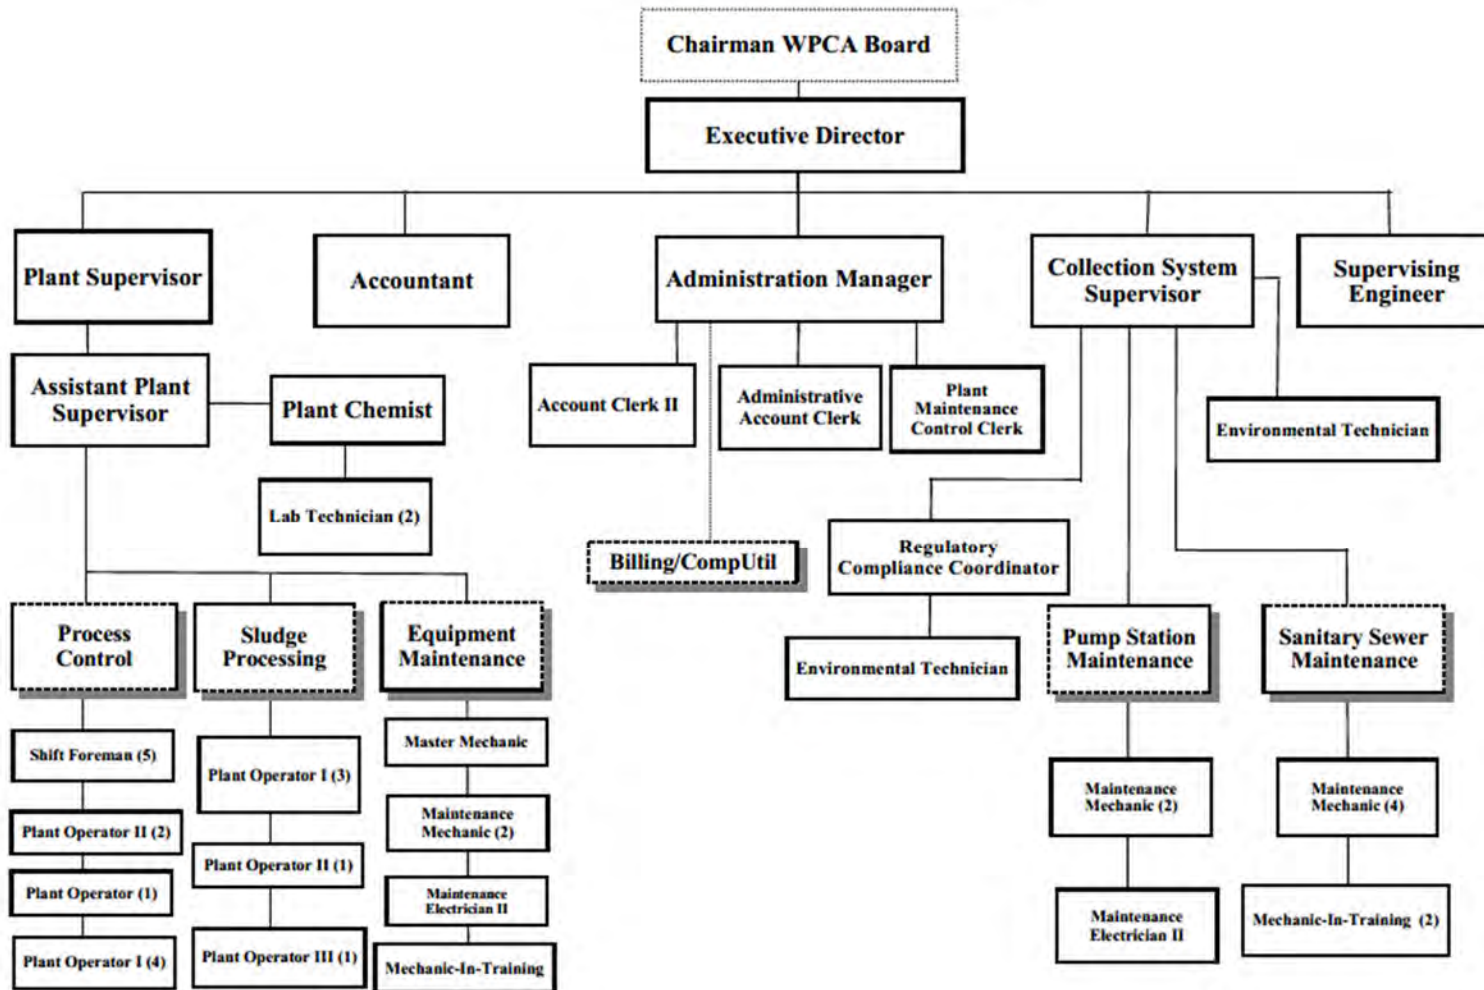 Chairman WPCA Board
Executive Director
Plant Supervisor
Accountant
Administration Manager
Collection System
Supervisor
Supervising
Engineer
Assistant Plant
Supervisor
Plant Chemist
Account Clerk II
Administrative
Account Clerk
Plant
Maintenance
Control Clerk
Environmental Technician
Lab Technician (2)
Billing/CompUtil
Regulatory
Compliance Coordinator
Process
Control
Sludge
Processing
Equipment
Maintenance
Environmental Technician
Pump Station
Maintenance
Sanitary Sewer
Maintenance
Shift Foreman (5)
Plant Operator II (2)
Plant Operator (1)
Plant Operator I (4)
Plant Operator I (3)
Plant Operator II (1)
Plant Operator III (1)
Master Mechanic
Maintenance
Mechanic (2)
Maintenance
Electrician II
Mechanic-In-Training
Maintenance
Mechanic (2)
Maintenance
Electrician II
Maintenance
Mechanic (4)
Mechanic-In-Training (2)